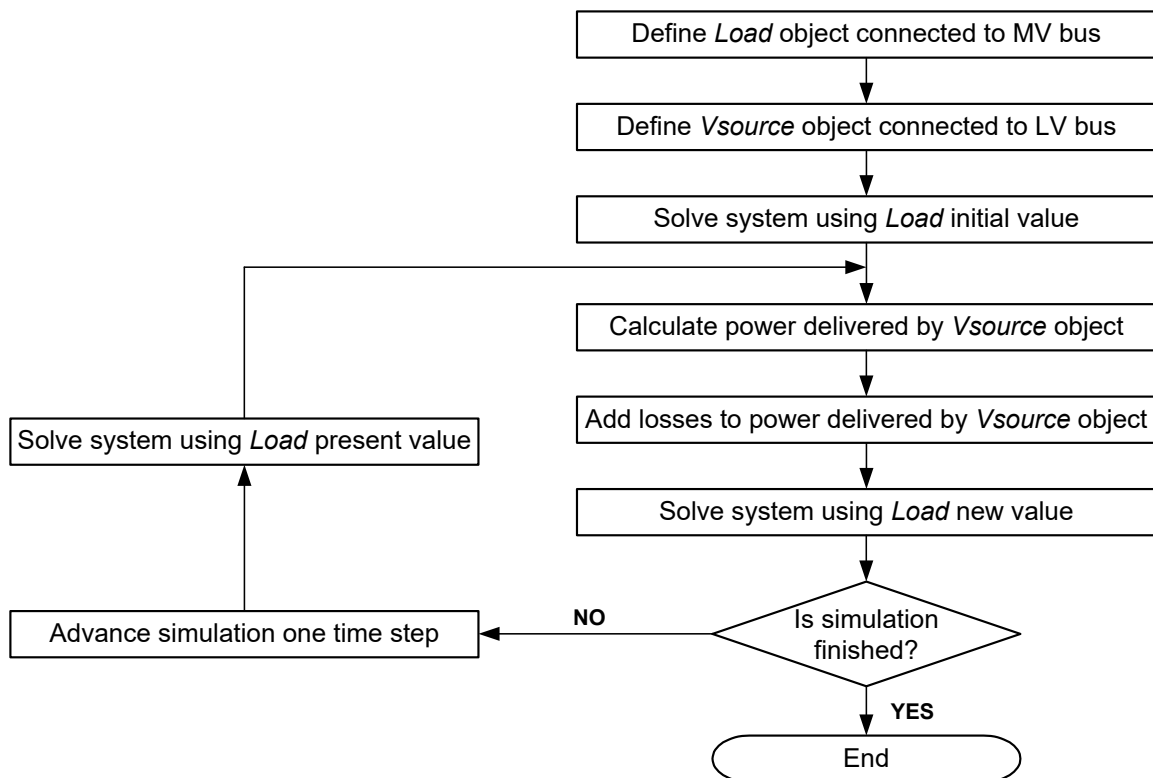 Define Load object connected to MV bus
Define Vsource object connected to LV bus
Solve system using Load initial value
Calculate power delivered by Vsource object
Add losses to power delivered by Vsource object
Solve system using Load present value
Solve system using Load new value
Is simulation
finished?
NO
Advance simulation one time step
YES
End